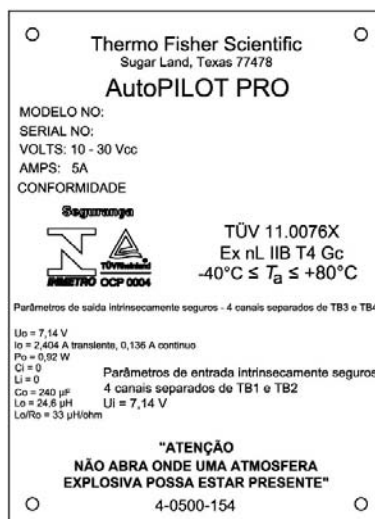 Thermo Fisher Scientific
Sugar Land, Texas 77478
AutoPILOT PRO
MODELO NO:
SERIAL NO:
VOLTS: 10 - 30 Vcc
AMPS: 5A
CONFORMIDADE
Segurança
TÜVRheinland
INMETRO OCP 0004
TÜV 11.0076X
Ex nL IIB T4 Gc
-40°C ≤ Ta ≤ +80°C
Parâmetros de saída intrinsecamente seguros - 4 canais separados de TB3 e TB4
Uo = 7,14 V
Io = 2,404 A transiente, 0,136 A continuo
Po = 0,92 W
Ci = 0
Li = 0
Co = 240 µF
Lo = 24,6 µH
Lo/Ro = 33 µH/ohm
Parâmetros de entrada intrinsecamente seguros
4 canais separados de TB1 e TB2
Ui = 7,14 V
"ATENÇÃO
NÃO ABRA ONDE UMA ATMOSFERA
EXPLOSIVA POSSA ESTAR PRESENTE"
4-0500-154